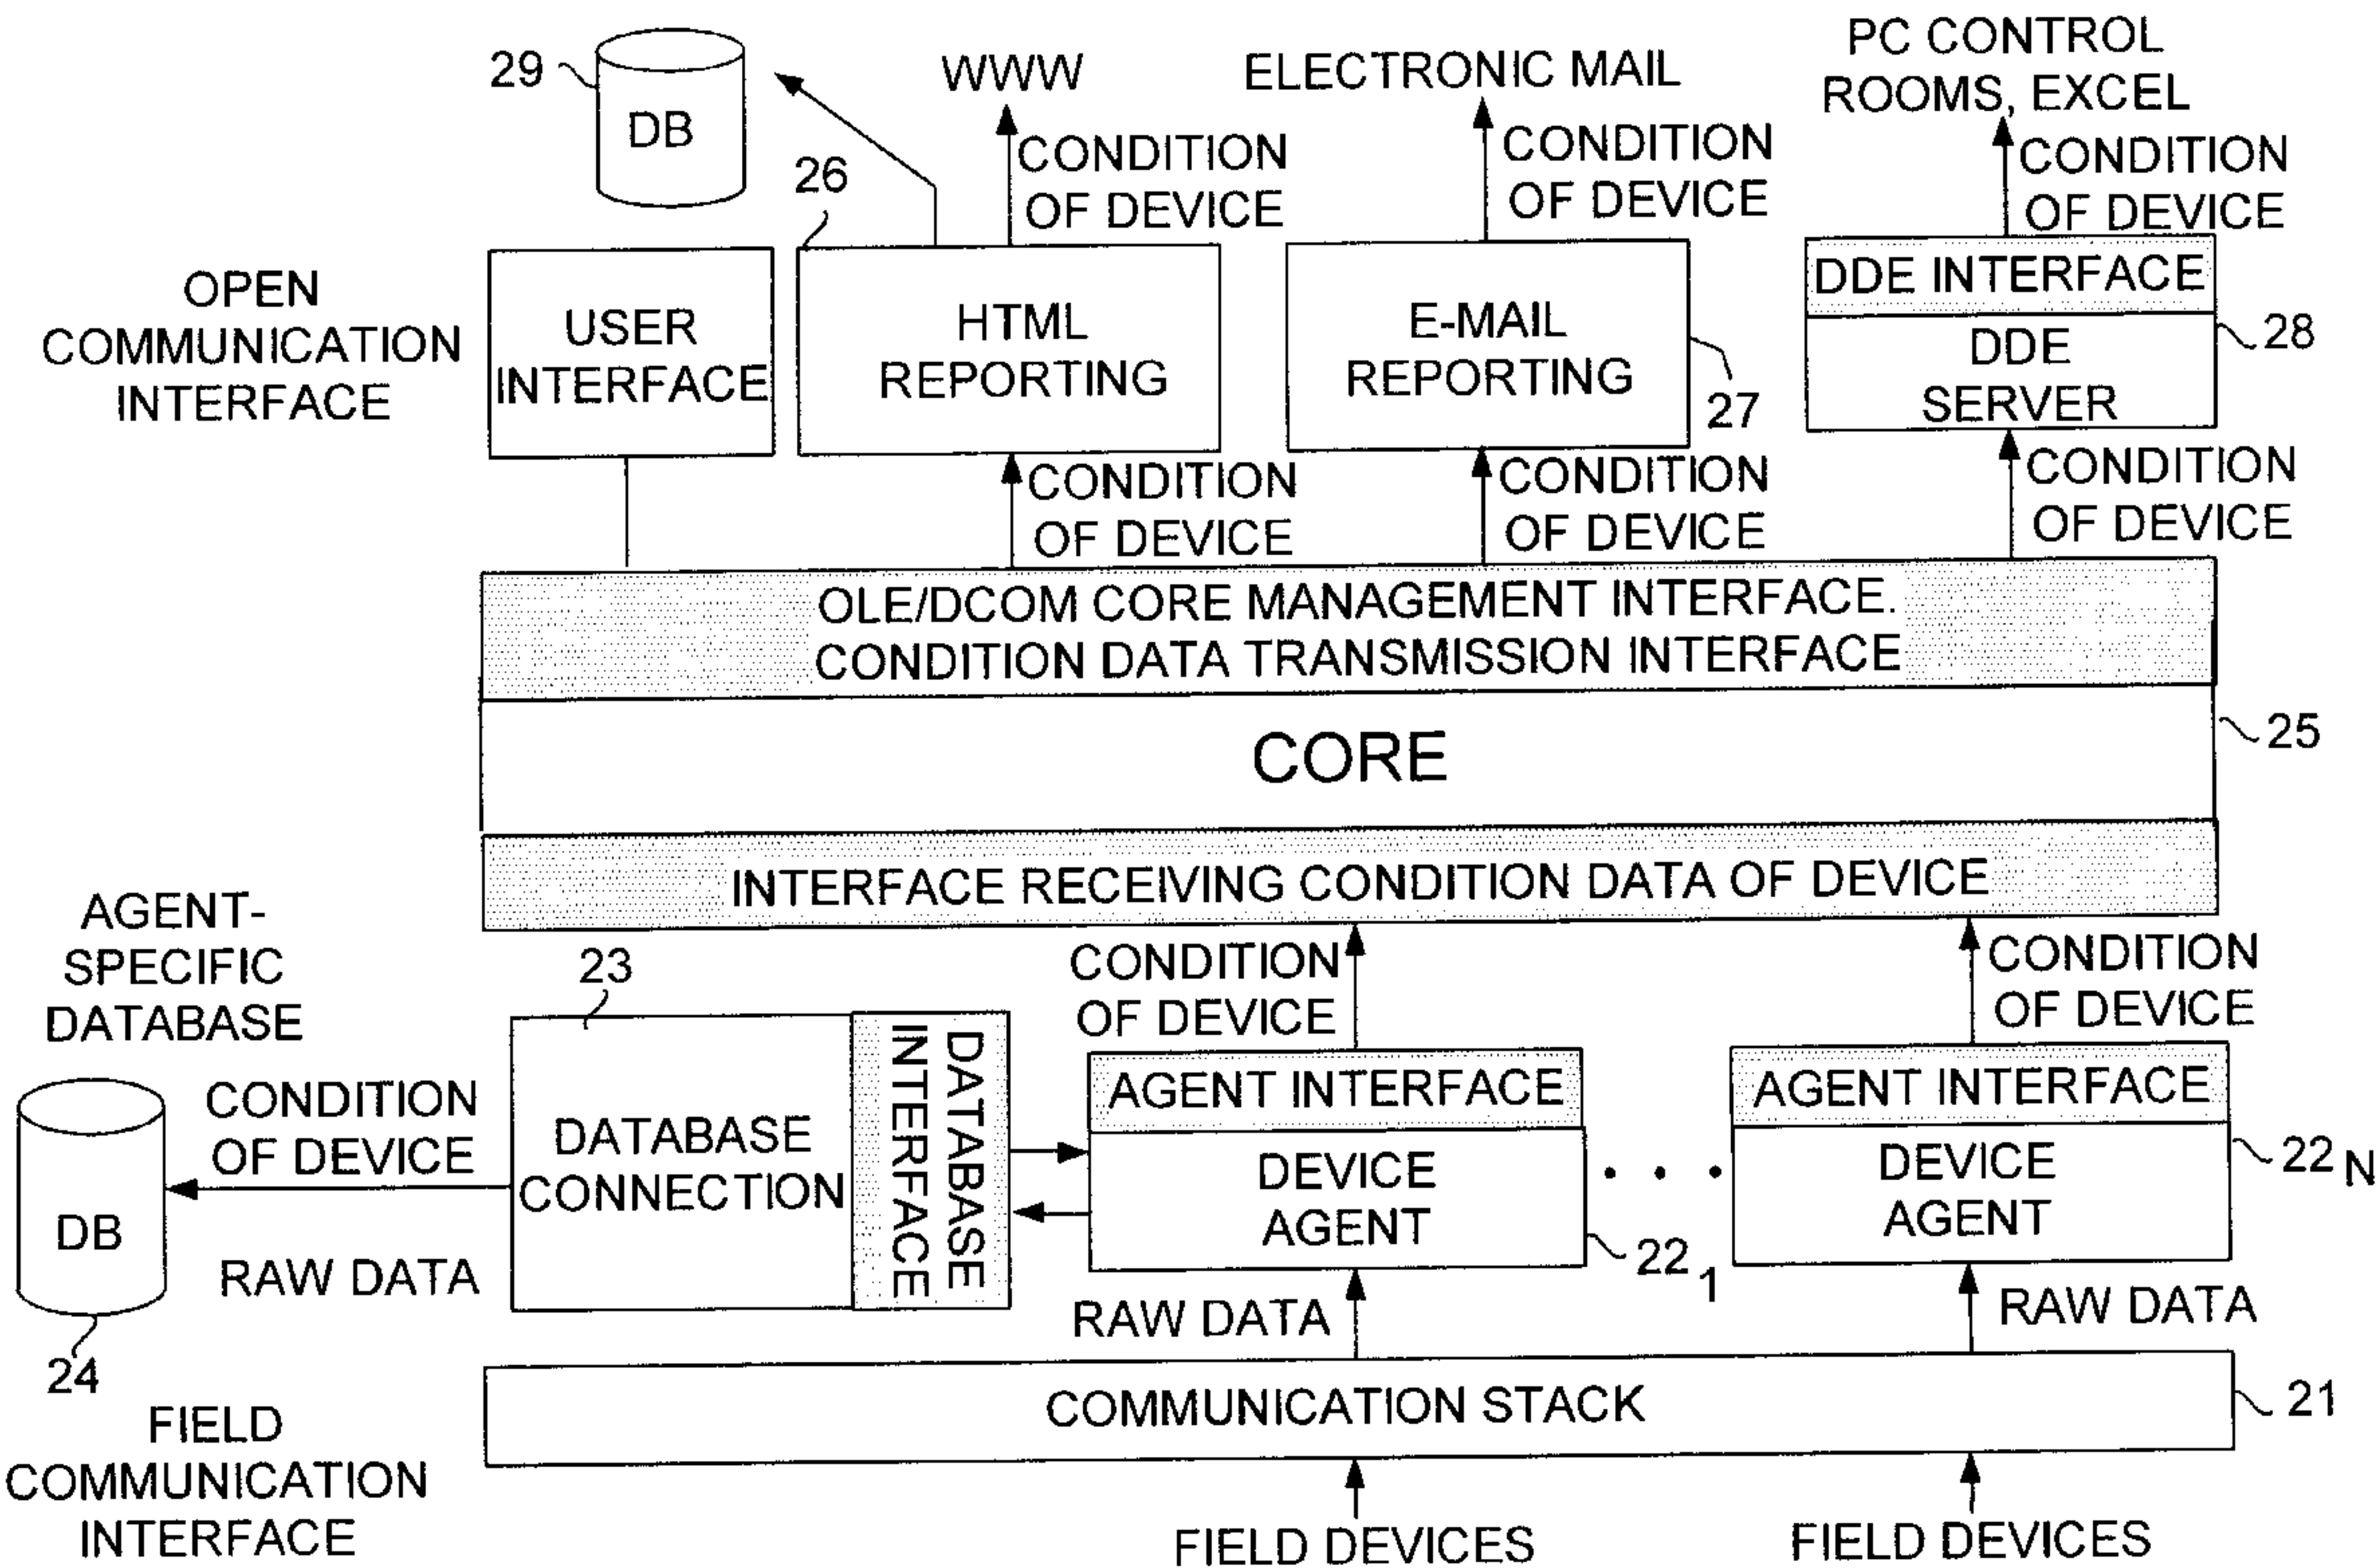 29
DB
WWW
ELECTRONIC MAIL
PC CONTROL
ROOMS, EXCEL
26
CONDITION
OF DEVICE
CONDITION
OF DEVICE
CONDITION
OF DEVICE
OPEN
COMMUNICATION
INTERFACE
USER
INTERFACE
HTML
REPORTING
E-MAIL
REPORTING
27
DDE INTERFACE
DDE
SERVER
28
CONDITION
OF DEVICE
CONDITION
OF DEVICE
CONDITION
OF DEVICE
OLE/DCOM CORE MANAGEMENT INTERFACE.
CONDITION DATA TRANSMISSION INTERFACE
CORE
25
INTERFACE RECEIVING CONDITION DATA OF DEVICE
AGENT-
SPECIFIC
DATABASE
23
CONDITION
OF DEVICE
CONDITION
OF DEVICE
DB
24
CONDITION
OF DEVICE
RAW DATA
DATABASE
CONNECTION
DATABASE
INTERFACE
AGENT INTERFACE
DEVICE
AGENT
22 1
. . .
AGENT INTERFACE
DEVICE
AGENT
22 N
RAW DATA
RAW DATA
COMMUNICATION STACK
21
FIELD
COMMUNICATION
INTERFACE
FIELD DEVICES
FIELD DEVICES